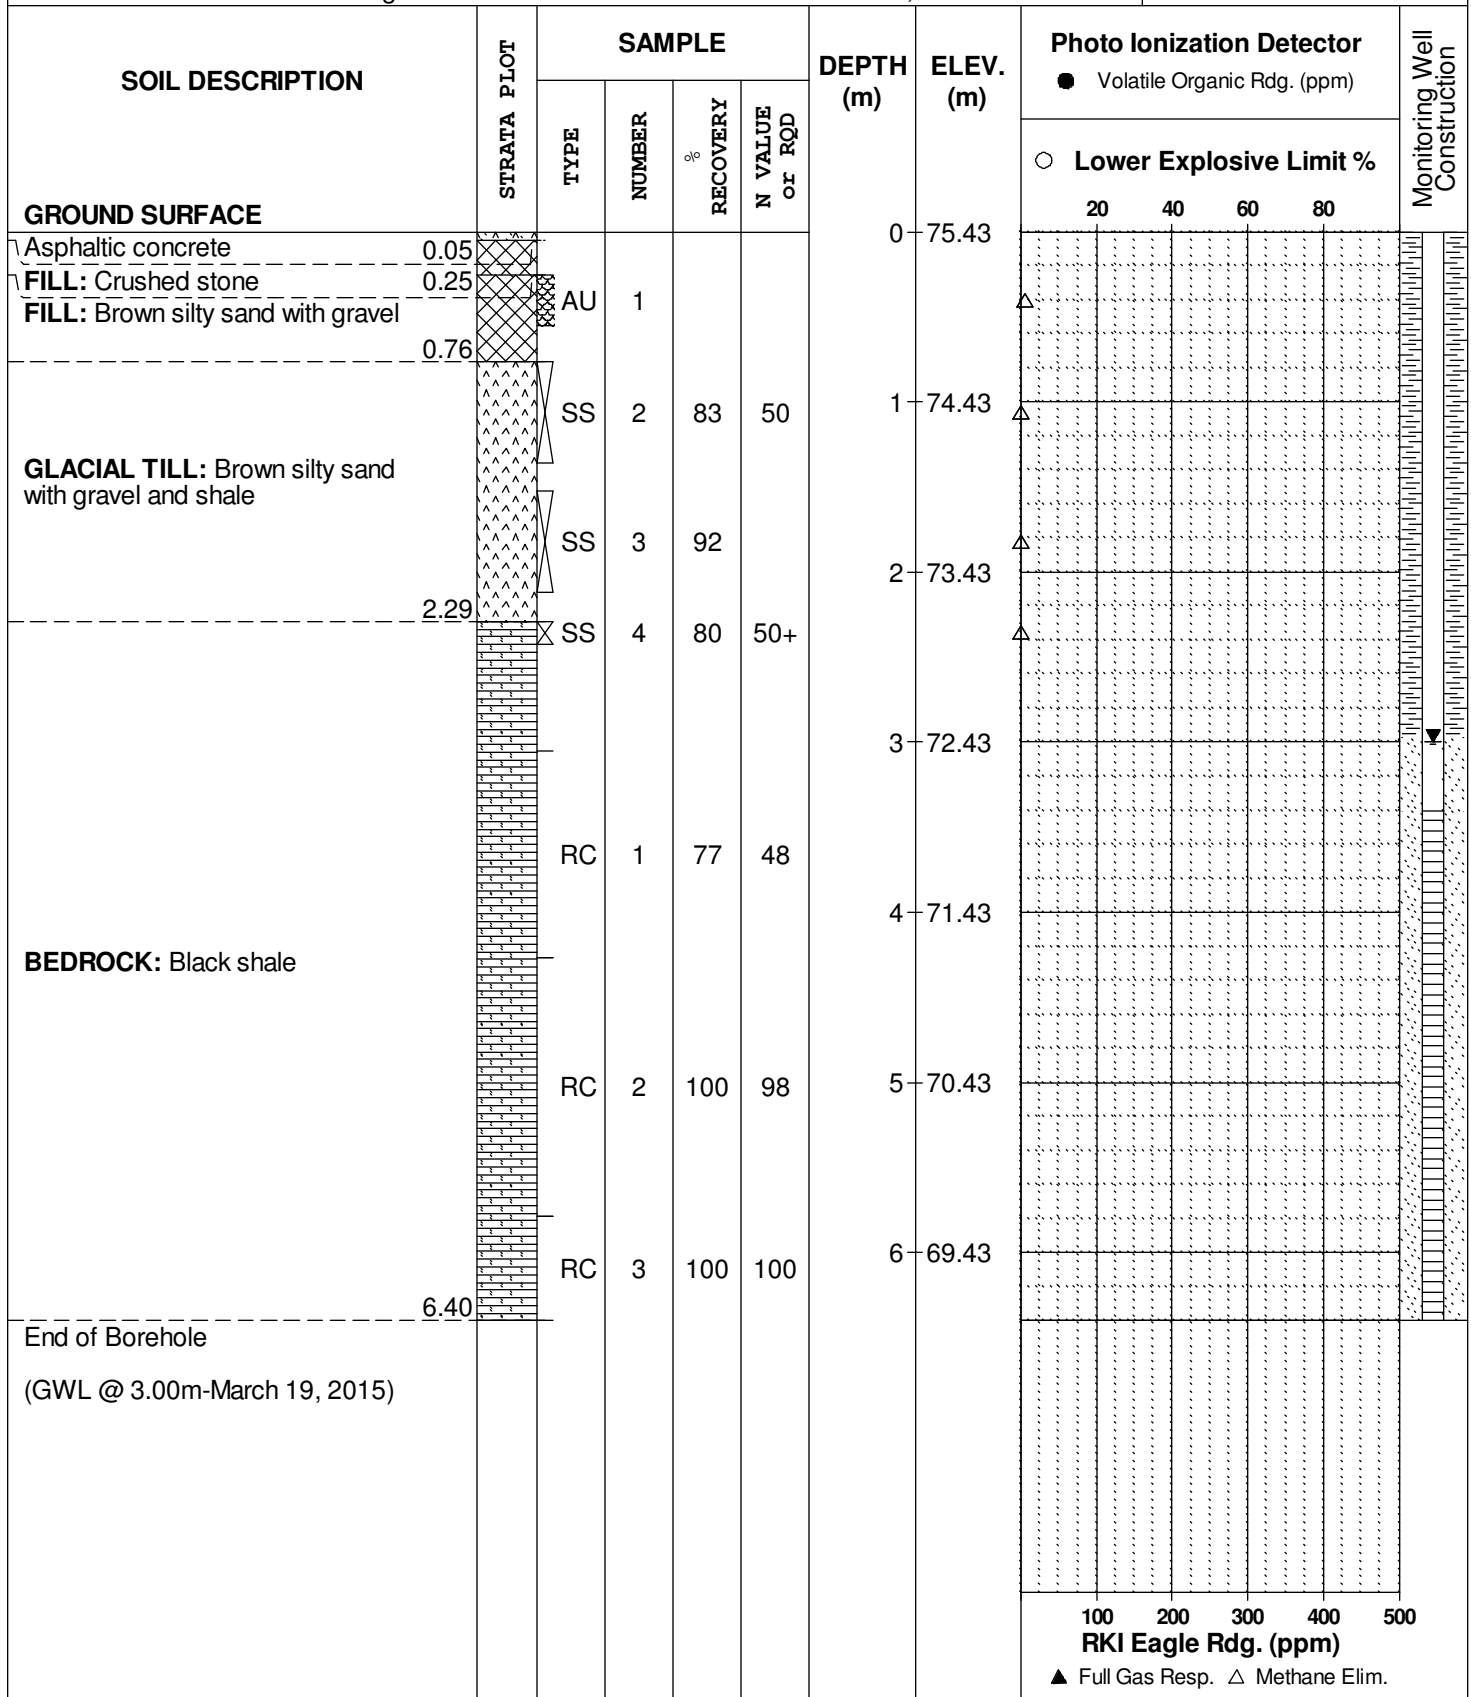 SOIL DESCRIPTION
STRATA PLOT
SAMPLE
TYPE
NUMBER
%
RECOVERY
N VALUE
or RQD
DEPTH
(m)
ELEV.
(m)
Photo Ionization Detector
● Volatile Organic Rdg. (ppm)
○ Lower Explosive Limit %
20 40 60 80
Monitoring Well
Construction
GROUND SURFACE
0 75.43
Asphaltic concrete 0.05
FILL: Crushed stone 0.25
FILL: Brown silty sand with gravel
AU 1
0.76
SS 2 83 50
1 74.43
GLACIAL TILL: Brown silty sand
with gravel and shale
SS 3 92
2 73.43
2.29
SS 4 80 50+
3 72.43
RC 1 77 48
4 71.43
BEDROCK: Black shale
RC 2 100 98
5 70.43
6 69.43
RC 3 100 100
6.40
End of Borehole
(GWL @ 3.00m-March 19, 2015)
100 200 300 400 500
RKI Eagle Rdg. (ppm)
▲ Full Gas Resp. △ Methane Elim.